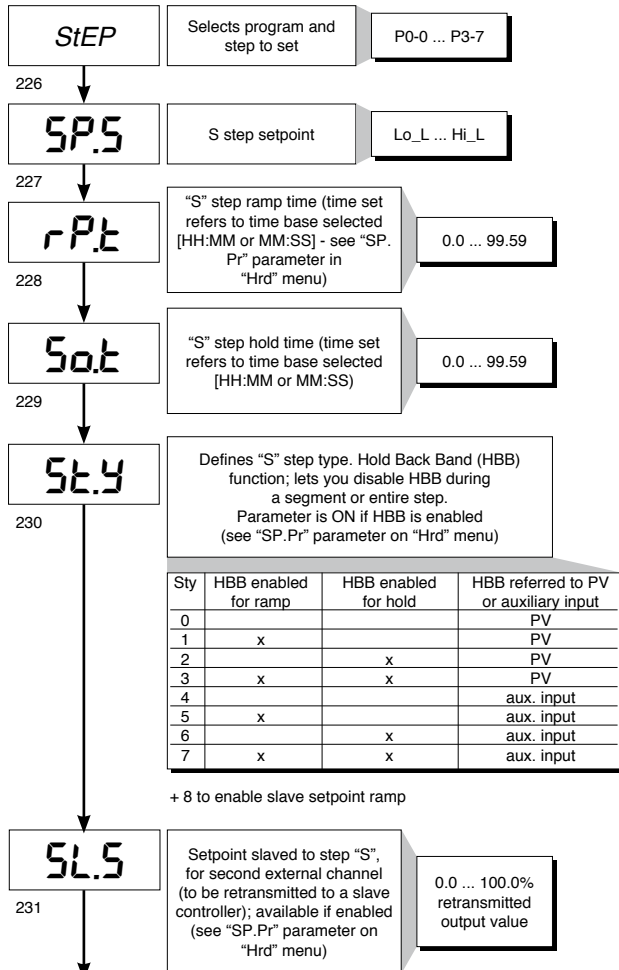 StEP
Selects program and
step to set
P0-0 ... P3-7
226
SP.S
S step setpoint
Lo_L ... Hi_L
227
rP.t
“S” step ramp time (time set
refers to time base selected
[HH:MM or MM:SS] - see “SP.
Pr” parameter in
“Hrd” menu)
0.0 ... 99.59
228
So.t
“S” step hold time (time set
refers to time base selected
[HH:MM or MM:SS)
0.0 ... 99.59
229
St.Y
Defines “S” step type. Hold Back Band (HBB)
function; lets you disable HBB during
a segment or entire step.
Parameter is ON if HBB is enabled
(see “SP.Pr” parameter on “Hrd” menu)
230
Sty HBB enabled for ramp HBB enabled for hold HBB referred to PV or auxiliary input
0 PV
1 x PV
2 x PV
3 x x PV
4 aux. input
5 x aux. input
6 x aux. input
7 x x aux. input
+ 8 to enable slave setpoint ramp
SL.S
Setpoint slaved to step “S”,
for second external channel
(to be retransmitted to a slave
controller); available if enabled
(see “SP.Pr” parameter on
“Hrd” menu)
0.0 ... 100.0%
retransmitted
output value
231